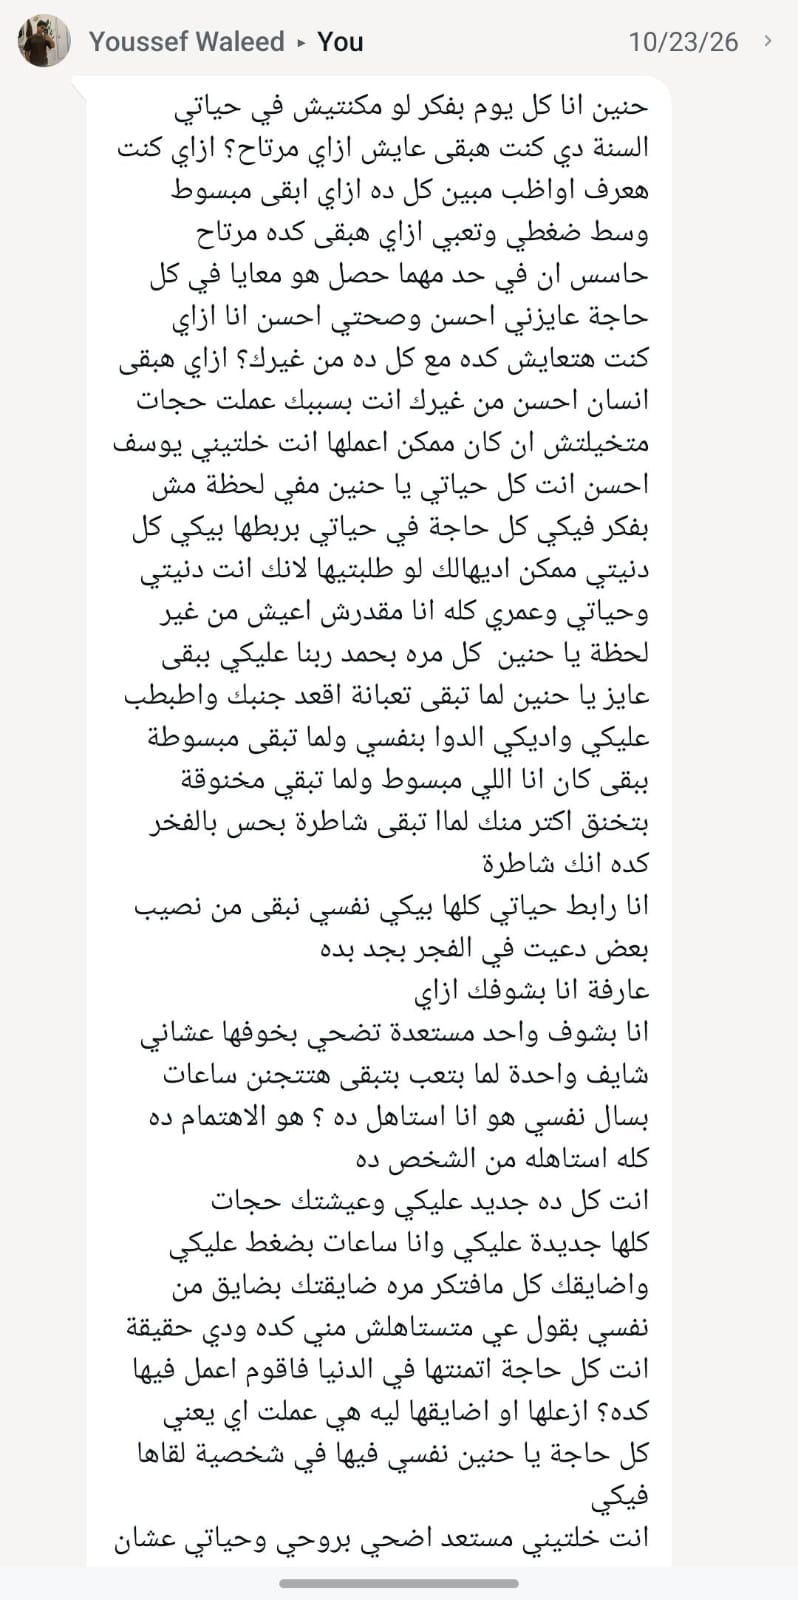 Youssef Waleed ▸ You 10/23/26
حنين انا كل يوم بفكر لو مكنتيش في حياتي
السنة دي كنت هبقى عايش ازاي مرتاح؟ ازاي كنت
هعرف اواظب مبين كل ده ازاي ابقى مبسوط
وسط ضغطي وتعبي ازاي هبقى كده مرتاح
حاسس ان في حد مهما حصل هو معايا في كل
حاجة عايزني احسن وصحتي احسن انا ازاي
كنت هتعايش كده مع كل ده من غيرك؟ ازاي هبقى
انسان احسن من غيرك انت بسببك عملت حجات
متخيلتش ان كان ممكن اعملها انت خلتيني يوسف
احسن انت كل حياتي يا حنين مفي لحظة مش
بفكر فيكي كل حاجة في حياتي بربطها بيكي كل
دنيتي ممكن اديهالك لو طلبتيها لانك انت دنيتي
وحياتي وعمري كله انا مقدرش اعيش من غير
لحظة يا حنين كل مره بحمد ربنا عليكي ببقى
عايز يا حنين لما تبقى تعبانة اقعد جنبك واطبطب
عليكي واديكي الدوا بنفسي ولما تبقى مبسوطة
ببقى كان انا اللي مبسوط ولما تبقي مخنوقة
بتخنق اكتر منك لماا تبقى شاطرة بحس بالفخر
كده انك شاطرة
انا رابط حياتي كلها بيكي نفسي نبقى من نصيب
بعض دعيت في الفجر بجد بده
عارفة انا بشوفك ازاي
انا بشوف واحد مستعدة تضحي بخوفها عشاني
شايف واحدة لما بتعب بتبقى هتتجنن ساعات
بسال نفسي هو انا استاهل ده ؟ هو الاهتمام ده
كله استاهله من الشخص ده
انت كل ده جديد عليكي وعيشتك حجات
كلها جديدة عليكي وانا ساعات بضغط عليكي
واضايقك كل مافتكر مره ضايقتك بضايق من
نفسي بقول عي متستاهلش مني كده ودي حقيقة
انت كل حاجة اتمنتها في الدنيا فاقوم اعمل فيها
كده؟ ازعلها او اضايقها ليه هي عملت اي يعني
كل حاجة يا حنين نفسي فيها في شخصية لقاها
فيكي
انت خلتيني مستعد اضحي بروحي وحياتي عشان